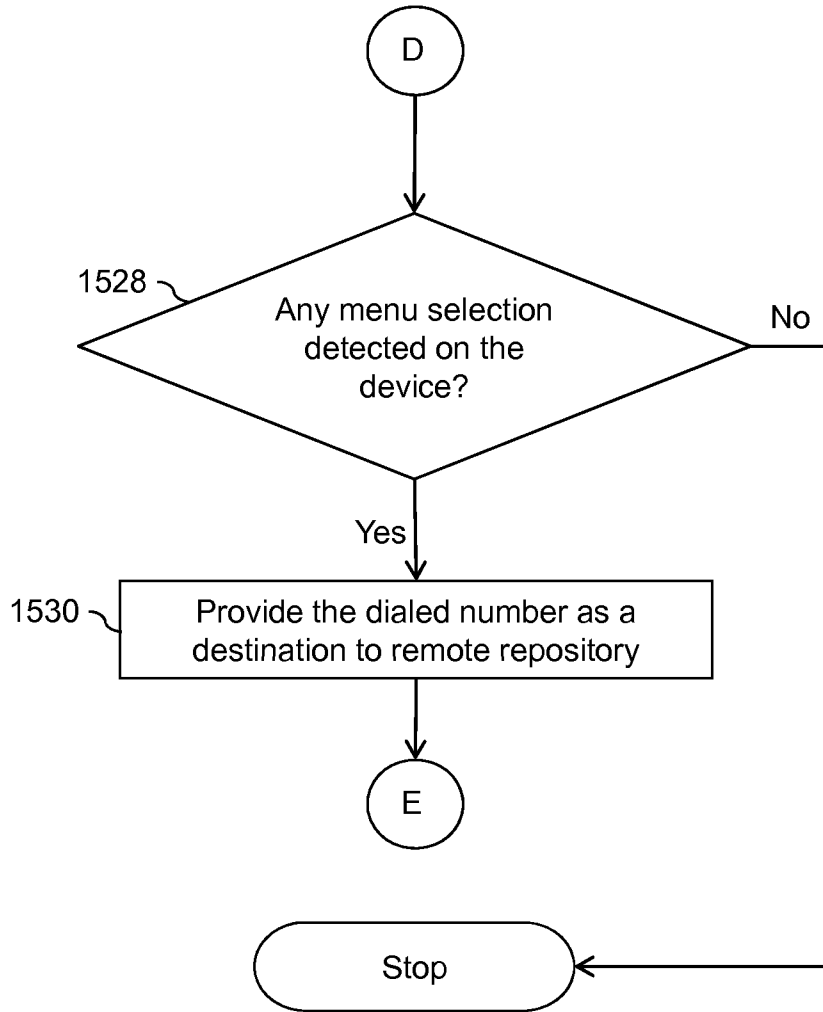 D
1528
Any menu selection
detected on the
device?
No
Yes
1530
Provide the dialed number as a
destination to remote repository
E
Stop